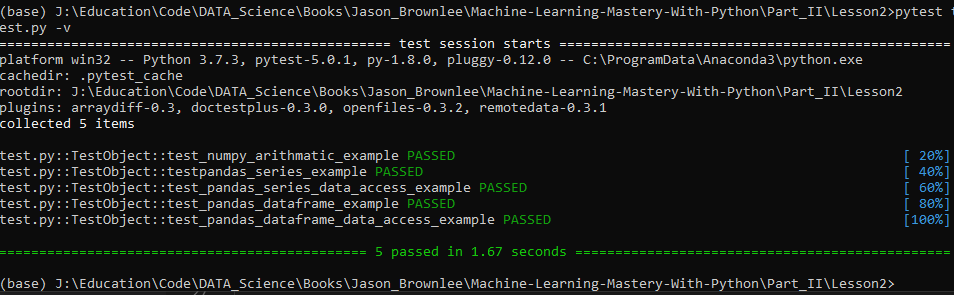 (base) J:\Education\Code\DATA_Science\Books\Jason_Brownlee\Machine-Learning-Mastery-With-Python\Part_II\Lesson2>pytest t
est.py -v
================================================= test session starts =================================================
platform win32 -- Python 3.7.3, pytest-5.0.1, py-1.8.0, pluggy-0.12.0 -- C:\ProgramData\Anaconda3\python.exe
cachedir: .pytest_cache
rootdir: J:\Education\Code\DATA_Science\Books\Jason_Brownlee\Machine-Learning-Mastery-With-Python\Part_II\Lesson2
plugins: arraydiff-0.3, doctestplus-0.3.0, openfiles-0.3.2, remotedata-0.3.1
collected 5 items
test.py::TestObject::test_numpy_arithmatic_example PASSED [ 20%]
test.py::TestObject::testpandas_series_example PASSED [ 40%]
test.py::TestObject::test_pandas_series_data_access_example PASSED [ 60%]
test.py::TestObject::test_pandas_dataframe_example PASSED [ 80%]
test.py::TestObject::test_pandas_dataframe_data_access_example PASSED [100%]
============================================== 5 passed in 1.67 seconds ===============================================
(base) J:\Education\Code\DATA_Science\Books\Jason_Brownlee\Machine-Learning-Mastery-With-Python\Part_II\Lesson2>